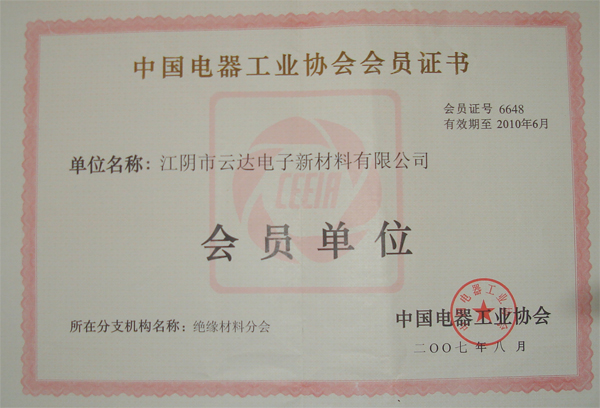 中国电器工业协会会员证书
会员证号 6648
有效期至 2010年6月
单位名称：江阴市云达电子新材料有限公司
CEEIA
会员单位
所在分支机构名称：绝缘材料分会
中国电器工业协会
二〇〇七年八月